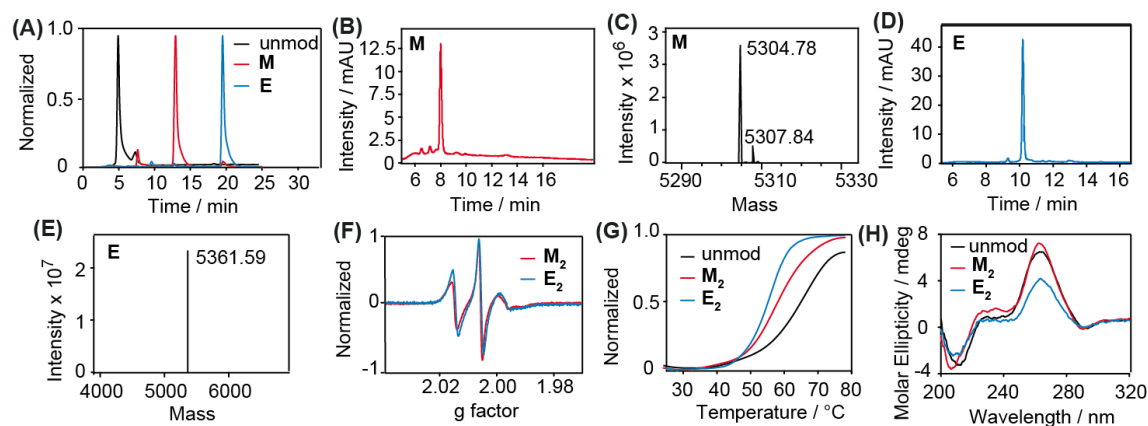 (A)
Normalized
1.0
0.5
0
unmod
M
E
0 5 10 15 20 25 30
Time / min
(B)
M
Intensity / mAU
12.5
10.0
7.5
5.0
2.5
0
6 8 10 12 14 16
Time / min
(C)
M
Intensity x 10⁶
3
3
2
2
1
0
5304.78
5307.84
5290 5310 5330
Mass
(D)
E
Intensity / mAU
40
30
20
10
0
6 8 10 12 14 16
Time / min
(E)
E
Intensity x 10⁷
2
1
0
5361.59
4000 5000 6000
Mass
(F)
Normalized
1
0
-1
M₂
E₂
2.02 2.00 1.98
g factor
(G)
Normalized
1.0
0.5
0.0
unmod
M₂
E₂
30 40 50 60 70 80
Temperature / °C
(H)
Molar Ellipticity / mdeg
8
4
0
-4
unmod
M₂
E₂
200 240 280 320
Wavelength / nm